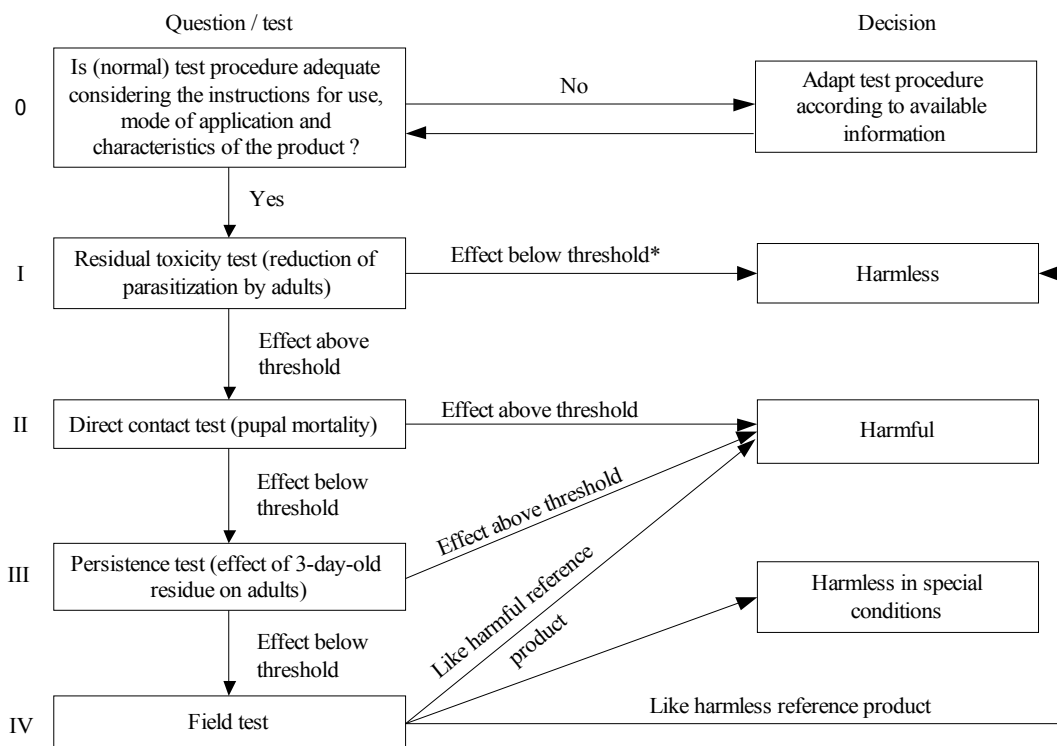 Question / test
Decision
0
Is (normal) test procedure adequate
considering the instructions for use,
mode of application and
characteristics of the product ?
No
Adapt test procedure
according to available
information
Yes
I
Residual toxicity test (reduction of
parasitization by adults)
Effect below threshold*
Harmless
Effect above
threshold
II
Direct contact test (pupal mortality)
Effect above threshold
Harmful
Effect below
threshold
Effect above threshold
III
Persistence test (effect of 3-day-old
residue on adults)
Like harmful reference
product
Harmless in special
conditions
Effect below
threshold
IV
Field test
Like harmless reference product